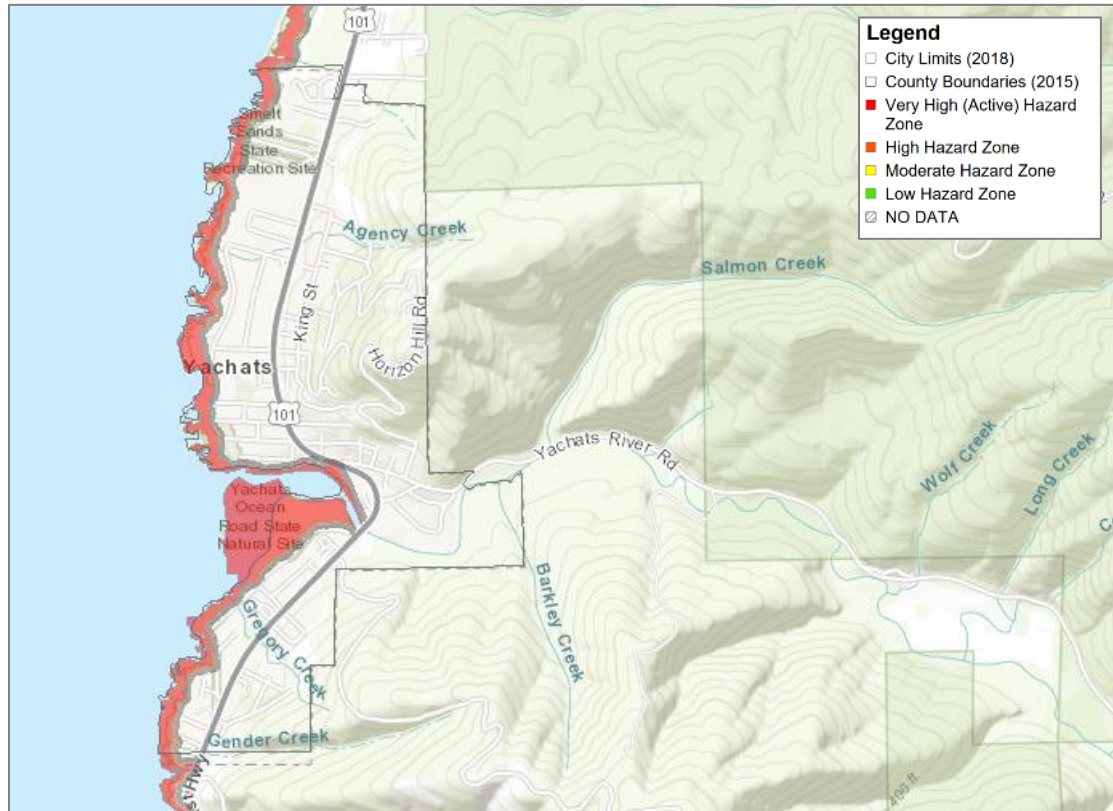 Legend
City Limits (2018)
County Boundaries (2015)
Very High (Active) Hazard
Zone
High Hazard Zone
Moderate Hazard Zone
Low Hazard Zone
NO DATA
101
Smelt
Sands
State
Recreation Site
Agency Creek
Salmon Creek
King St
Horizon Hill Rd
Yachats
101
Yachats River Rd
Wolf Creek
Long Creek
Yachats
Ocean
Road State
Natural Site
Barkley Creek
Gregory Creek
Gender Creek
st Hwy
400 ft